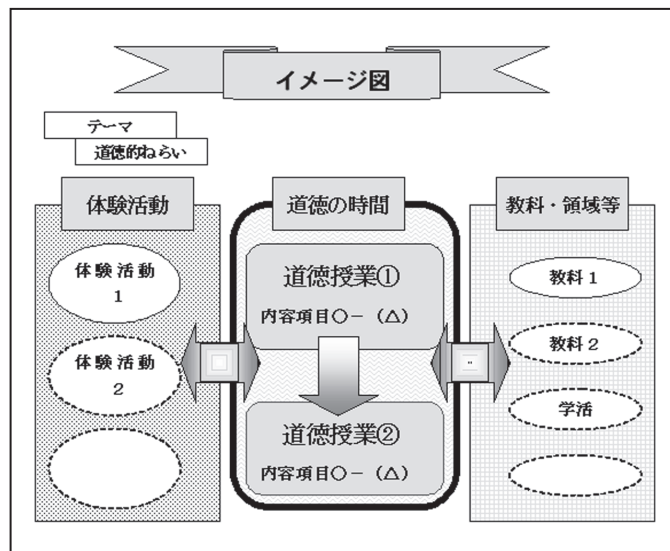 イメージ図
テーマ
道徳的ねらい
体験活動
体験活動
1
体験活動
2
道徳の時間
道徳授業①
内容項目○−（△）
道徳授業②
内容項目○−（△）
教科・領域等
教科1
教科2
学活